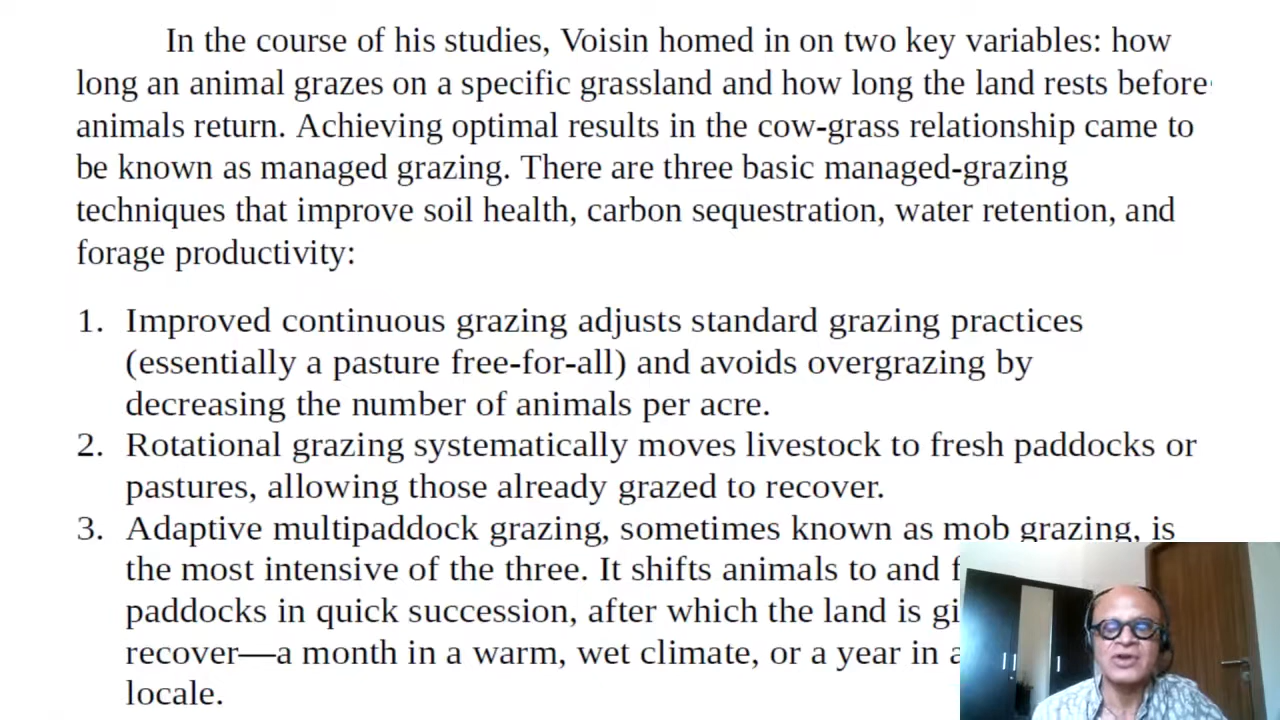 In the course of his studies, Voisin homed in on two key variables: how
long an animal grazes on a specific grassland and how long the land rests before
animals return. Achieving optimal results in the cow-grass relationship came to
be known as managed grazing. There are three basic managed-grazing
techniques that improve soil health, carbon sequestration, water retention, and
forage productivity:
1. Improved continuous grazing adjusts standard grazing practices
(essentially a pasture free-for-all) and avoids overgrazing by
decreasing the number of animals per acre.
2. Rotational grazing systematically moves livestock to fresh paddocks or
pastures, allowing those already grazed to recover.
3. Adaptive multipaddock grazing, sometimes known as mob grazing, is
the most intensive of the three. It shifts animals to and
paddocks in quick succession, after which the land is
recover—a month in a warm, wet climate, or a year in a
locale.